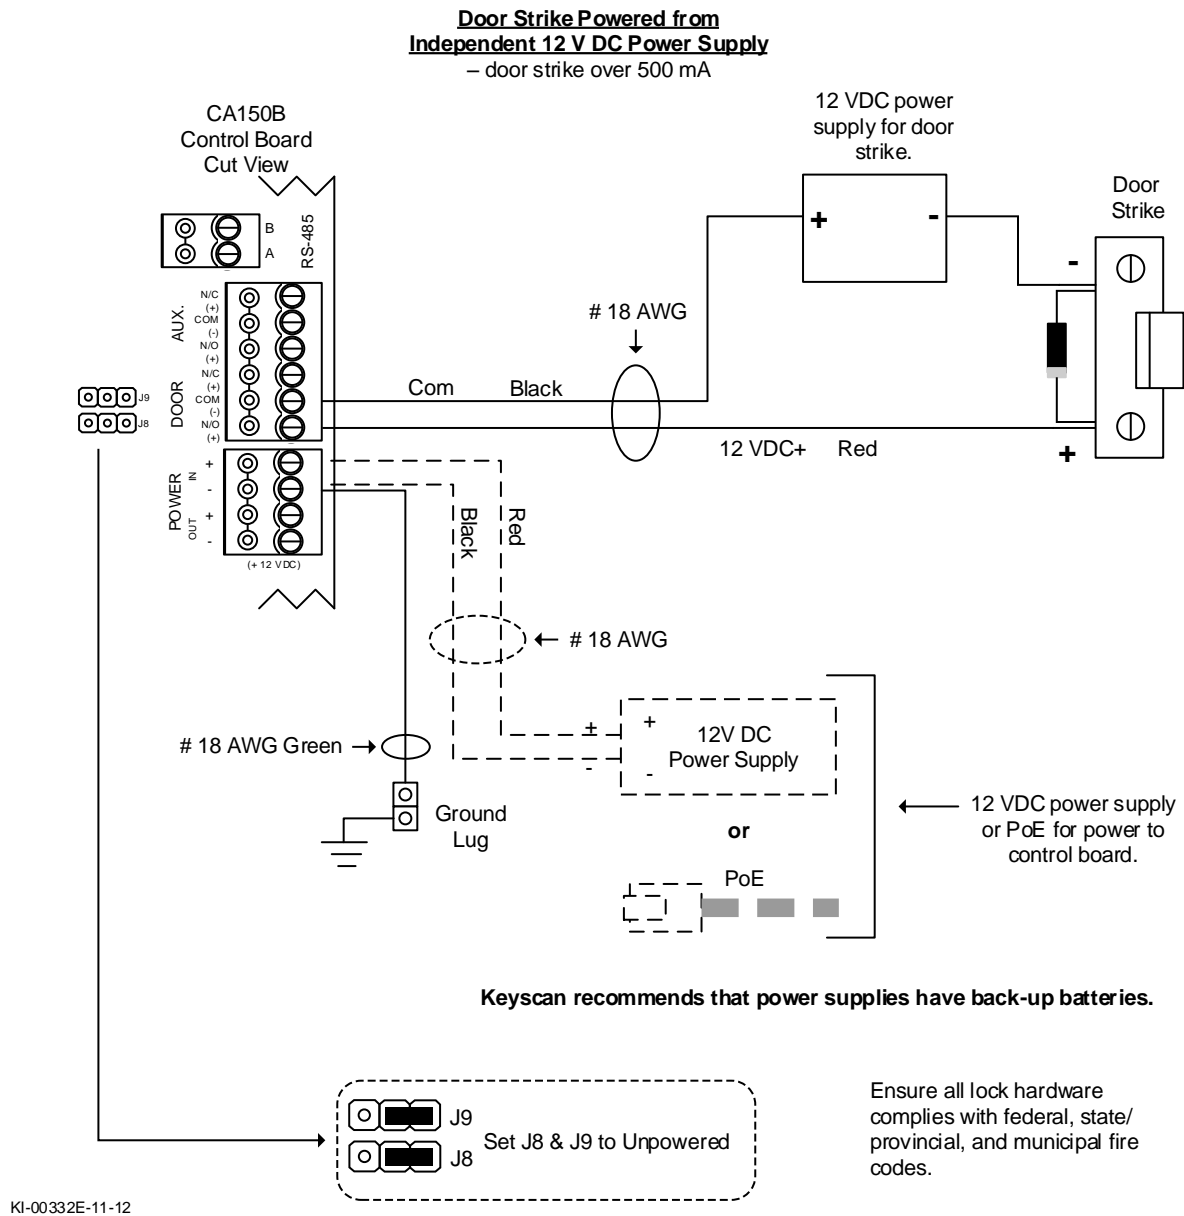 Door Strike Powered from
Independent 12 V DC Power Supply
– door strike over 500 mA
CA150B
Control Board
Cut View
12 VDC power
supply for door
strike.
Door
Strike
B
A
RS-485
+
-
-
N/C
(+)
COM
(-)
N/O
(+)
AUX.
# 18 AWG
N/C
(+)
COM
(-)
N/O
(+)
DOOR
J9
J8
Com
Black
12 VDC+
Red
+
+
-
+
-
POWER
IN
OUT
(+ 12 VDC)
Black
Red
# 18 AWG
# 18 AWG Green
+
-
+
-
12V DC
Power Supply
Ground
Lug
or
PoE
12 VDC power supply
or PoE for power to
control board.
Keyscan recommends that power supplies have back-up batteries.
J9
J8
Set J8 & J9 to Unpowered
Ensure all lock hardware
complies with federal, state/
provincial, and municipal fire
codes.
KI-00332E-11-12